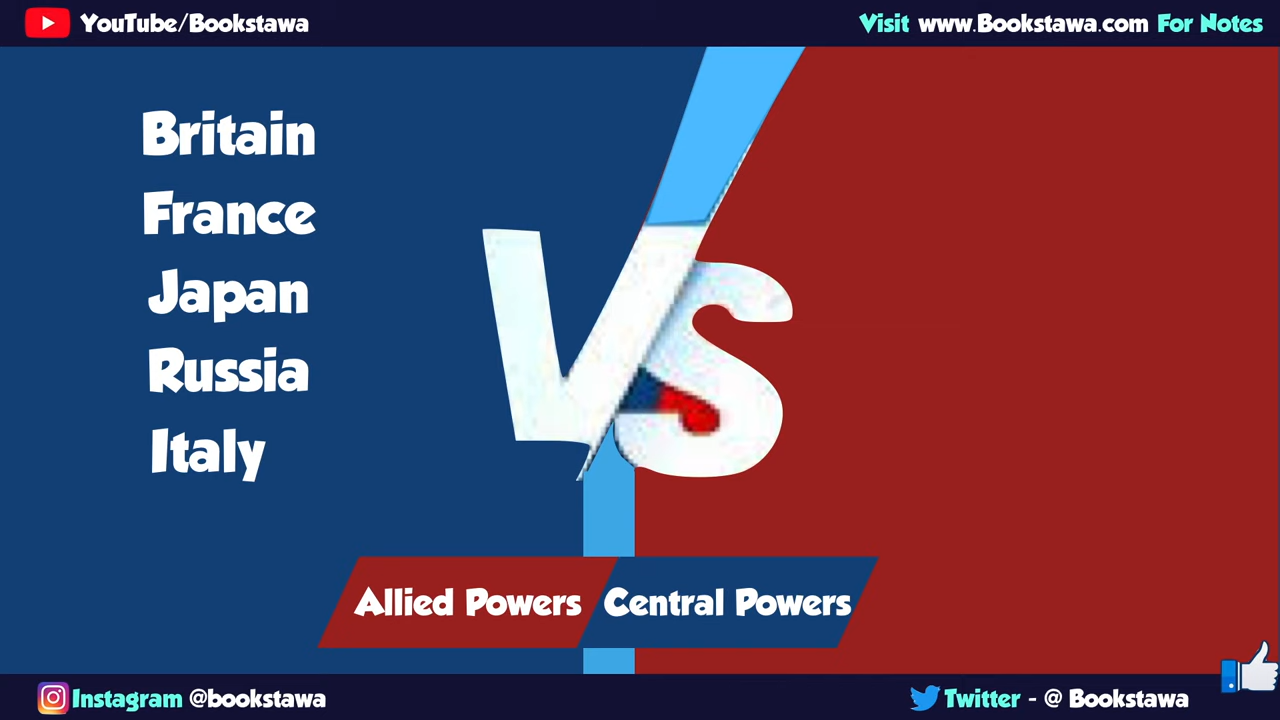 YouTube/Bookstawa
Visit www.Bookstawa.com For Notes
Britain
France
Japan
Russia
Italy
VS
Allied Powers
Central Powers
Instagram @bookstawa
Twitter - @ Bookstawa